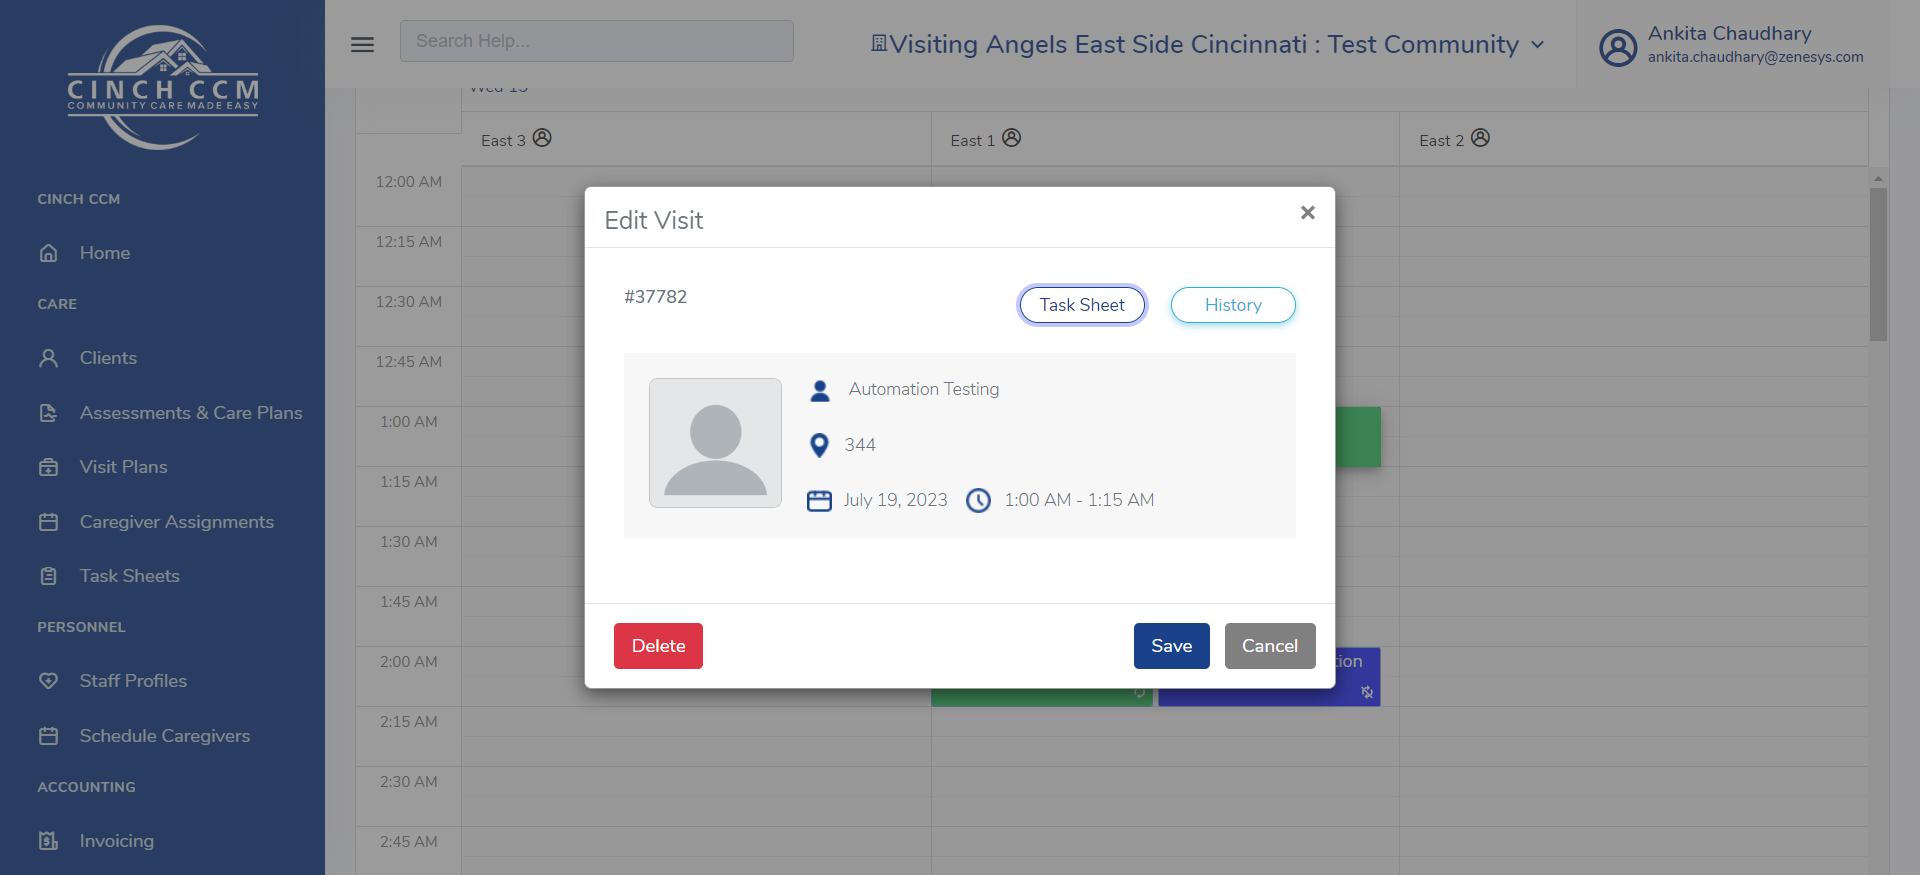 CINCH CCM
COMMUNITY CARE MADE EASY
CINCH CCM
Home
CARE
Clients
Assessments & Care Plans
Visit Plans
Caregiver Assignments
Task Sheets
PERSONNEL
Staff Profiles
Schedule Caregivers
ACCOUNTING
Invoicing
Search Help...
Visiting Angels East Side Cincinnati : Test Community
Ankita Chaudhary
ankita.chaudhary@zenesys.com
East 3
East 1
East 2
12:00 AM
12:15 AM
12:30 AM
12:45 AM
1:00 AM
1:15 AM
1:30 AM
1:45 AM
2:00 AM
2:15 AM
2:30 AM
2:45 AM
Edit Visit
×
#37782
Task Sheet
History
Automation Testing
344
July 19, 2023
1:00 AM - 1:15 AM
Delete
Save
Cancel